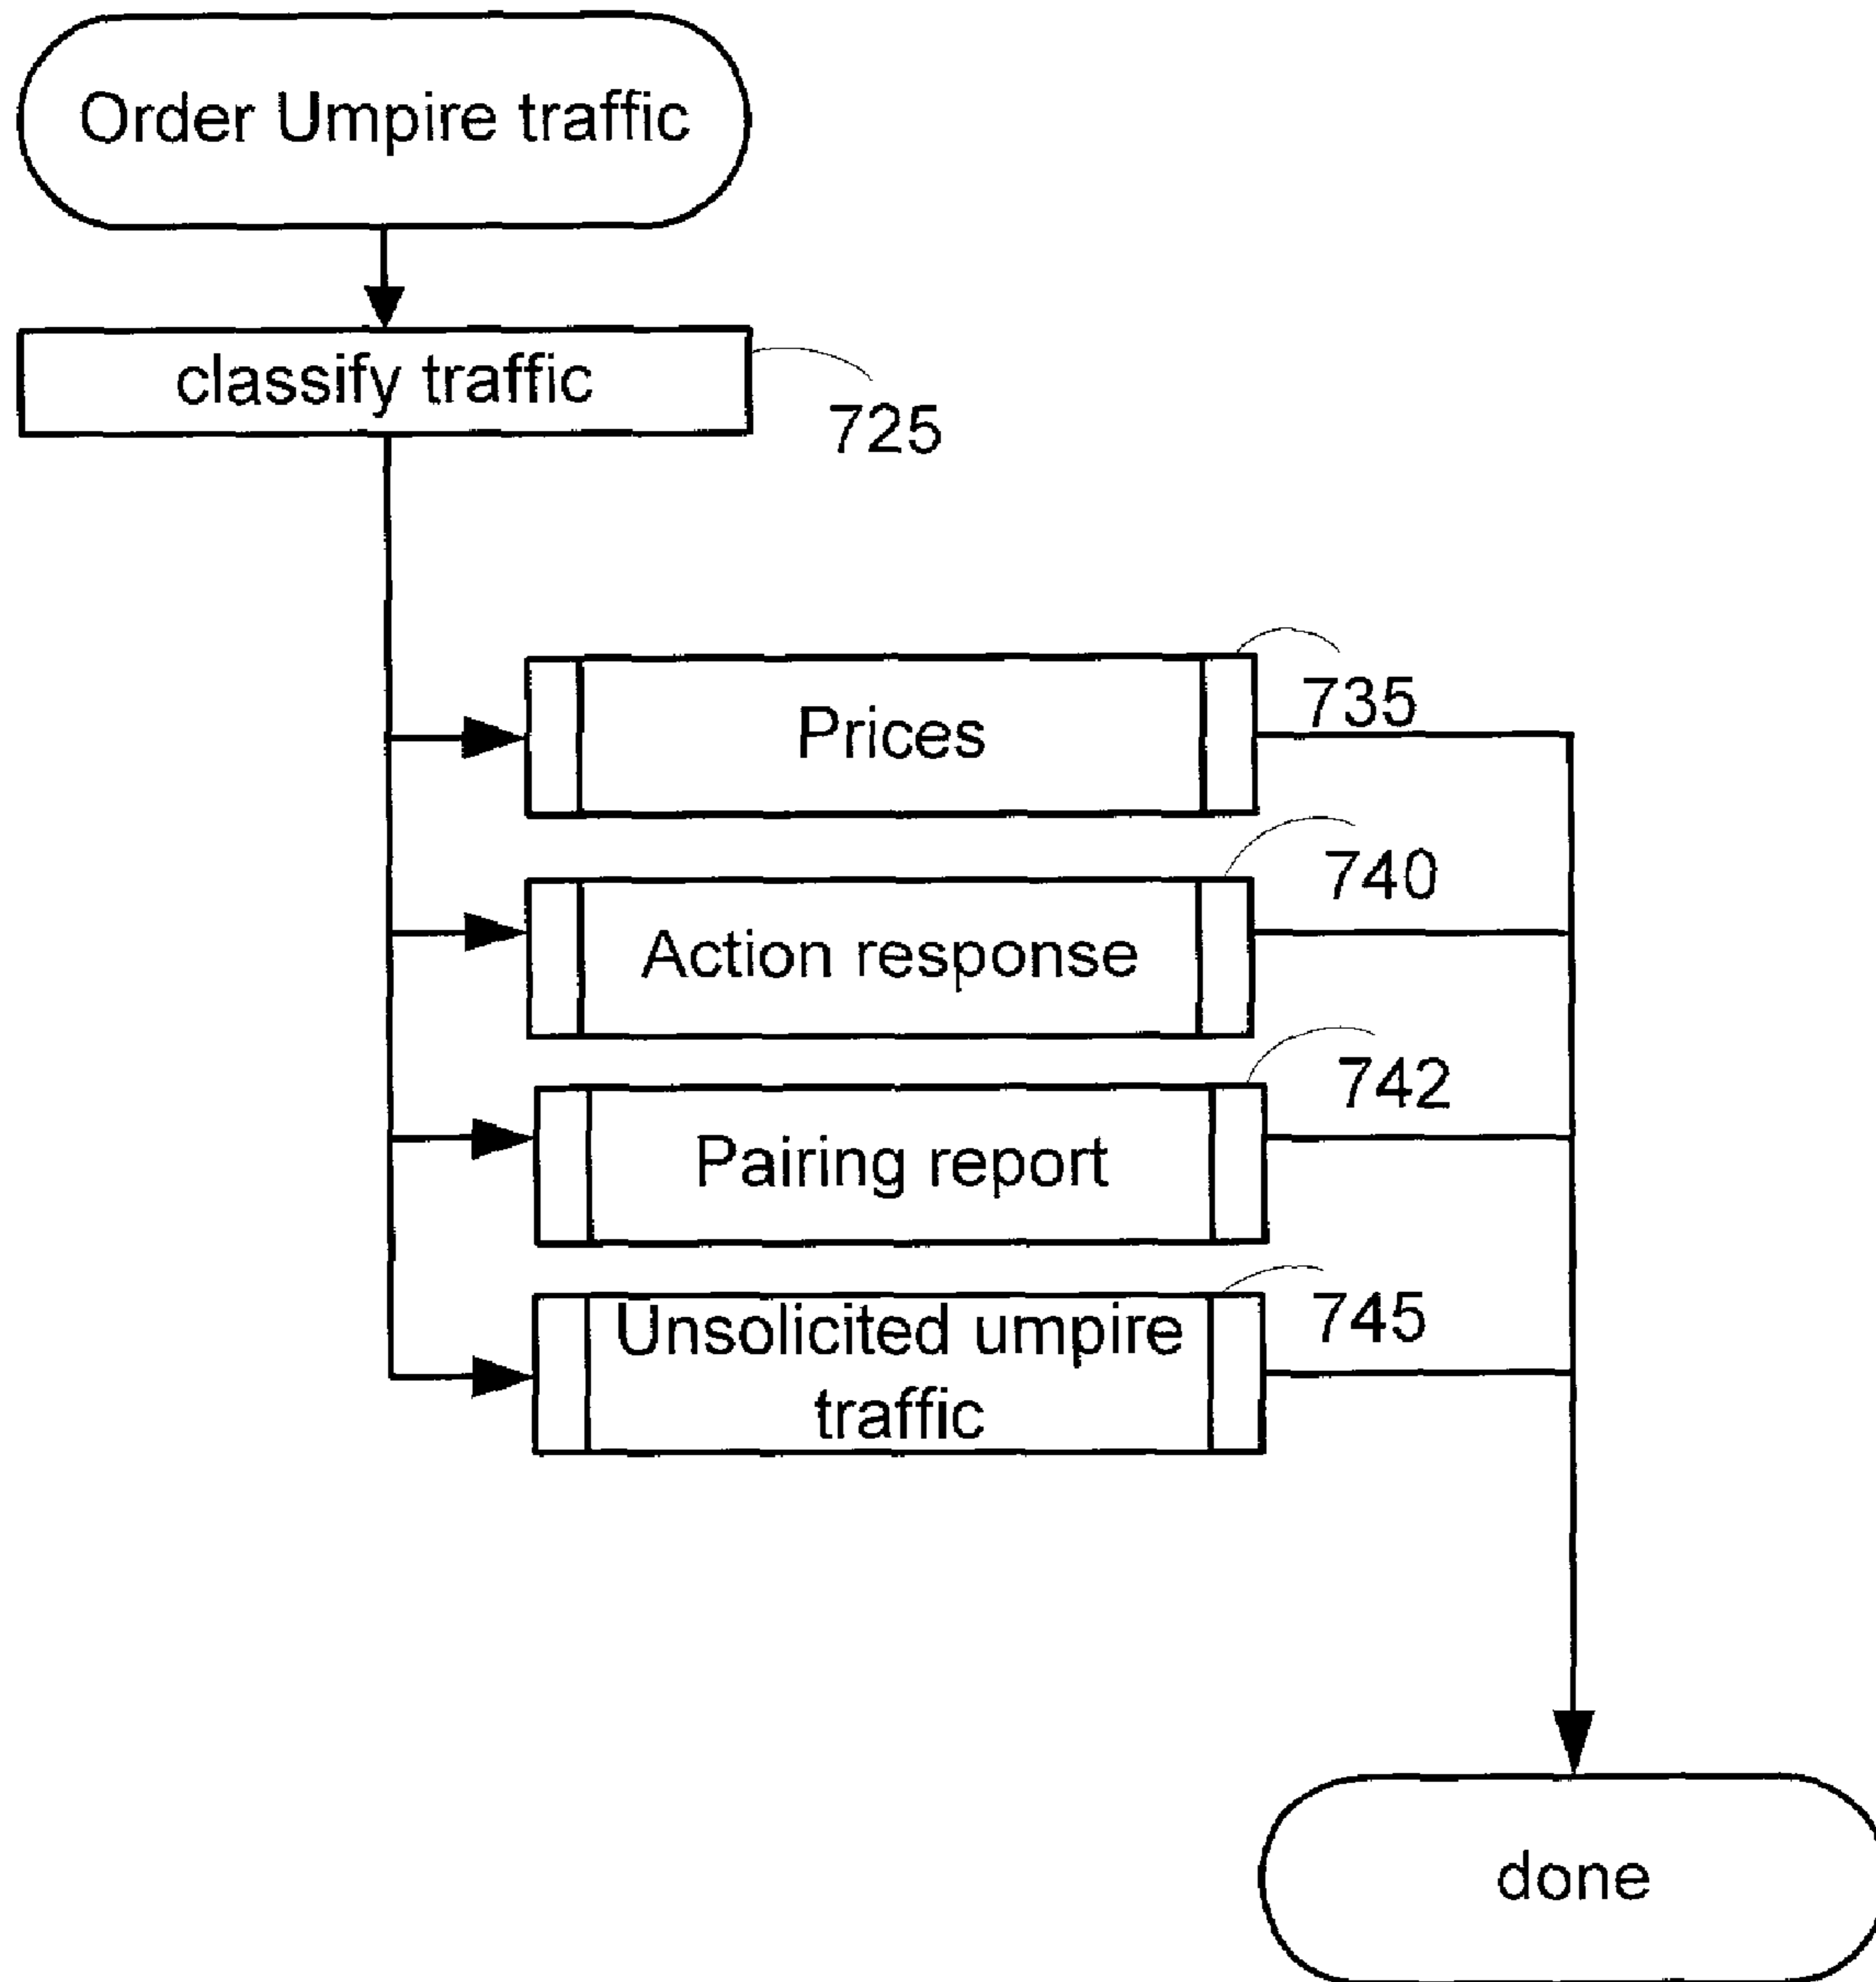 Order Umpire traffic
classify traffic
725
Prices
735
Action response
740
Pairing report
742
Unsolicited umpire
traffic
745
done